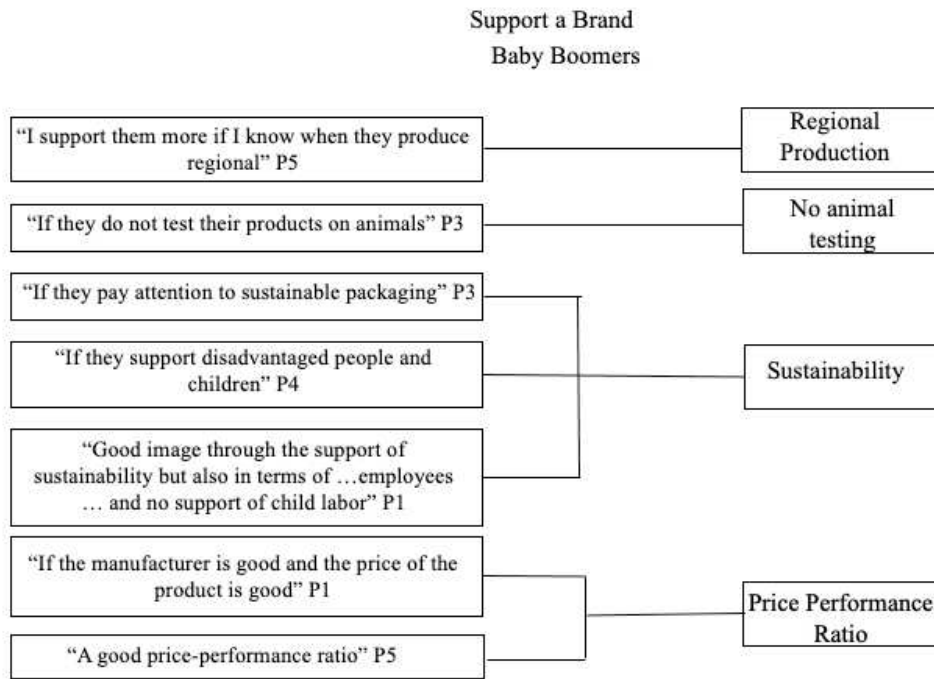 Support a Brand
Baby Boomers
“I support them more if I know when they produce
regional” P5
Regional
Production
“If they do not test their products on animals” P3
No animal
testing
“If they pay attention to sustainable packaging” P3
“If they support disadvantaged people and
children” P4
Sustainability
“Good image through the support of
sustainability but also in terms of …employees
… and no support of child labor” P1
“If the manufacturer is good and the price of the
product is good” P1
Price Performance
Ratio
“A good price-performance ratio” P5